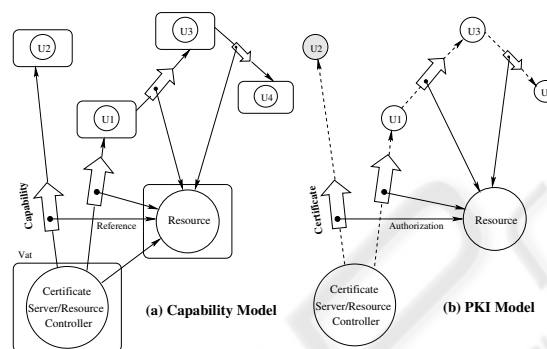 U2
U3
U4
U1
Capability
Reference
Resource
Vat
Certificate
Server/Resource
Controller
(a) Capability Model
U2
U3
U
U1
Certificate
Authorization
Resource
Certificate
Server/Resource
Controller
(b) PKI Model